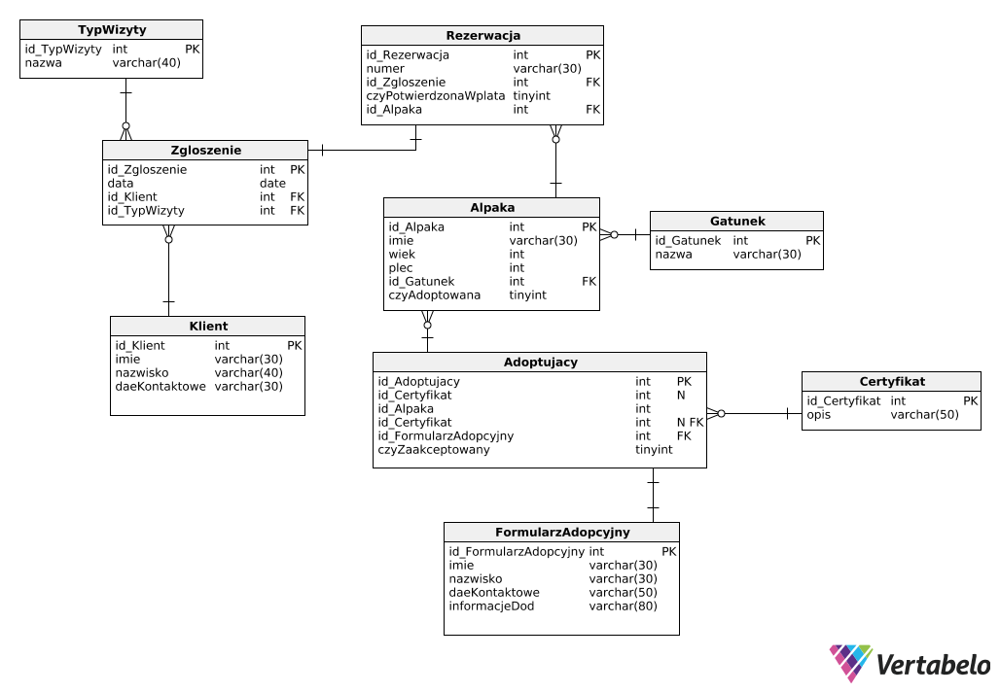 TypWizyty
id_TypWizyty int PK
nazwa varchar(40)
Rezerwacja
id_Rezerwacja int PK
numer varchar(30)
id_Zgloszenie int FK
czyPotwierdzonaWplata tinyint
id_Alpaka int FK
Zgloszenie
id_Zgloszenie int PK
data date
id_Klient int FK
id_TypWizyty int FK
Alpaka
id_Alpaka int PK
imie varchar(30)
wiek int
plec int
id_Gatunek int FK
czyAdoptowana tinyint
Gatunek
id_Gatunek int PK
nazwa varchar(30)
Klient
id_Klient int PK
imie varchar(30)
nazwisko varchar(40)
daeKontaktowe varchar(30)
Adoptujacy
id_Adoptujacy int PK
id_Certyfikat int N
id_Alpaka int
id_Certyfikat int N FK
id_FormularzAdopcyjny int FK
czyZaakceptowany tinyint
Certyfikat
id_Certyfikat int PK
opis varchar(50)
FormularzAdopcyjny
id_FormularzAdopcyjny int PK
imie varchar(30)
nazwisko varchar(30)
daeKontaktowe varchar(50)
informacjeDod varchar(80)
Vertabelo